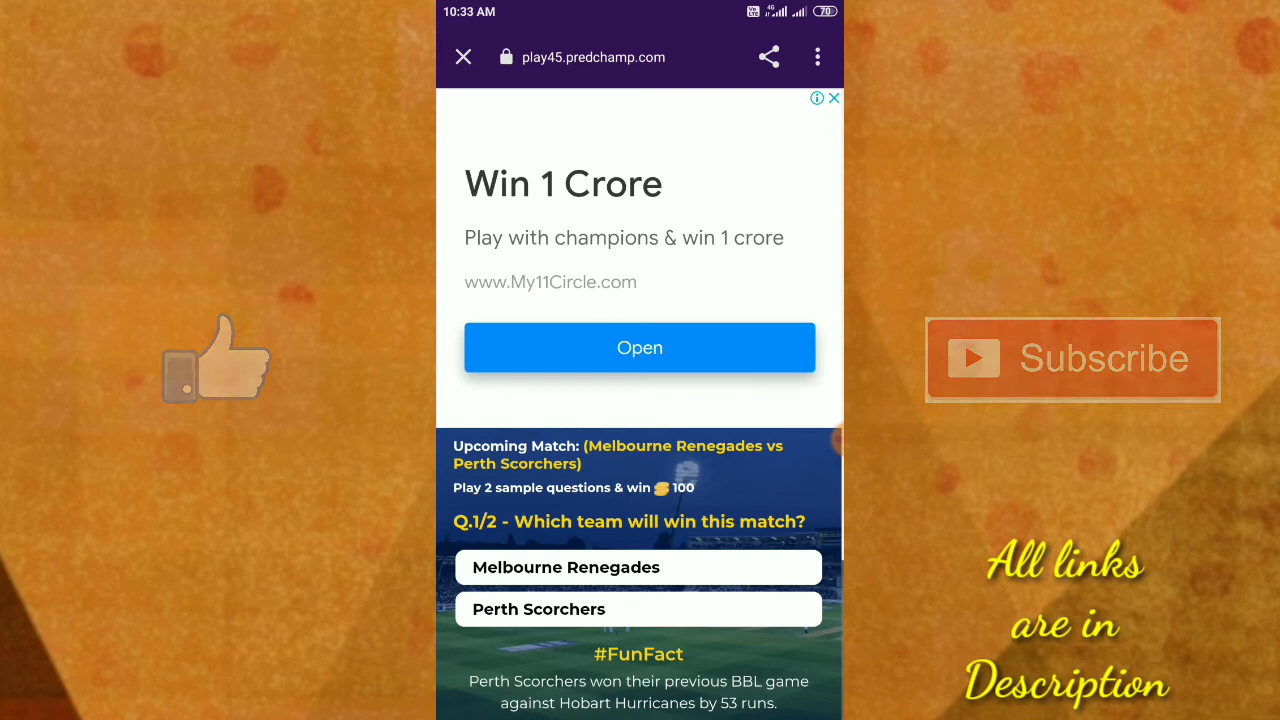 10:33 AM
Vo LTE 4G 70
play45.predchamp.com
Win 1 Crore
Play with champions & win 1 crore
www.My11Circle.com
Open
Upcoming Match: (Melbourne Renegades vs
Perth Scorchers)
Play 2 sample questions & win 100
Q.1/2 - Which team will win this match?
Melbourne Renegades
Perth Scorchers
#FunFact
Perth Scorchers won their previous BBL game
against Hobart Hurricanes by 53 runs.
Subscribe
All links
are in
Description